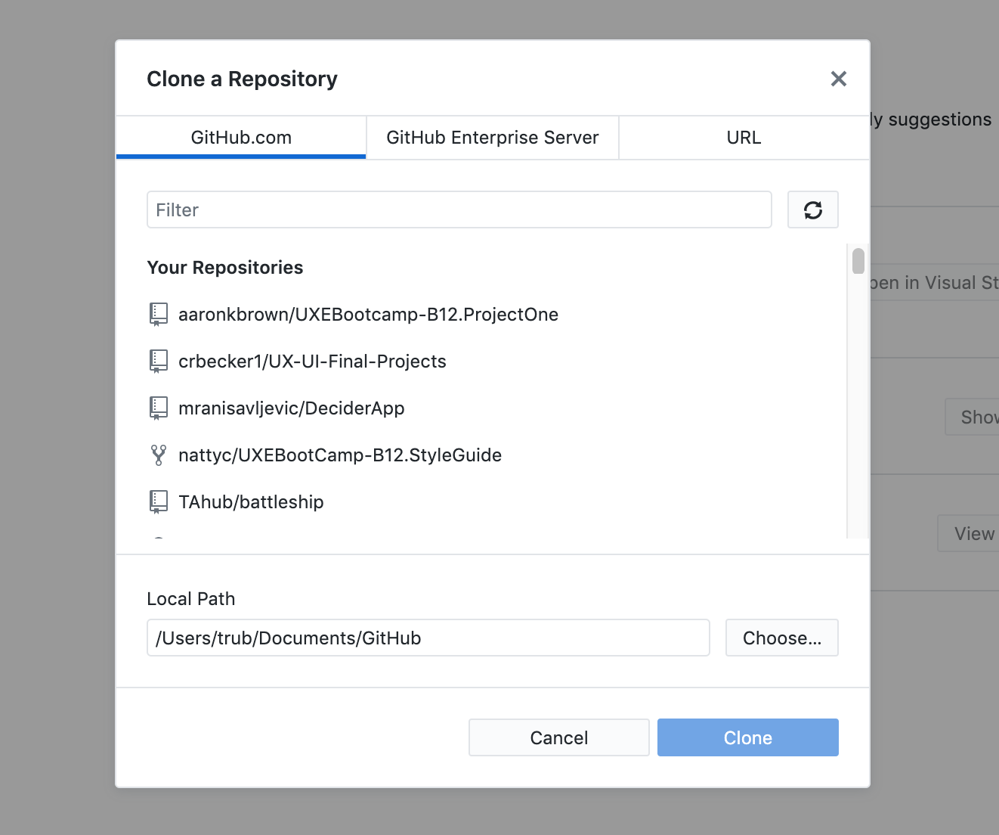 Clone a Repository
ly suggestions
GitHub.com
GitHub Enterprise Server
URL
Filter
Your Repositories
aaronkbrown/UXEBootcamp-B12.ProjectOne
pen in Visual St
crbecker1/UX-UI-Final-Projects
mranisavljevic/DeciderApp
Show
nattyc/UXEBootCamp-B12.StyleGuide
TAhub/battleship
View
Local Path
/Users/trub/Documents/GitHub
Choose...
Cancel
Clone